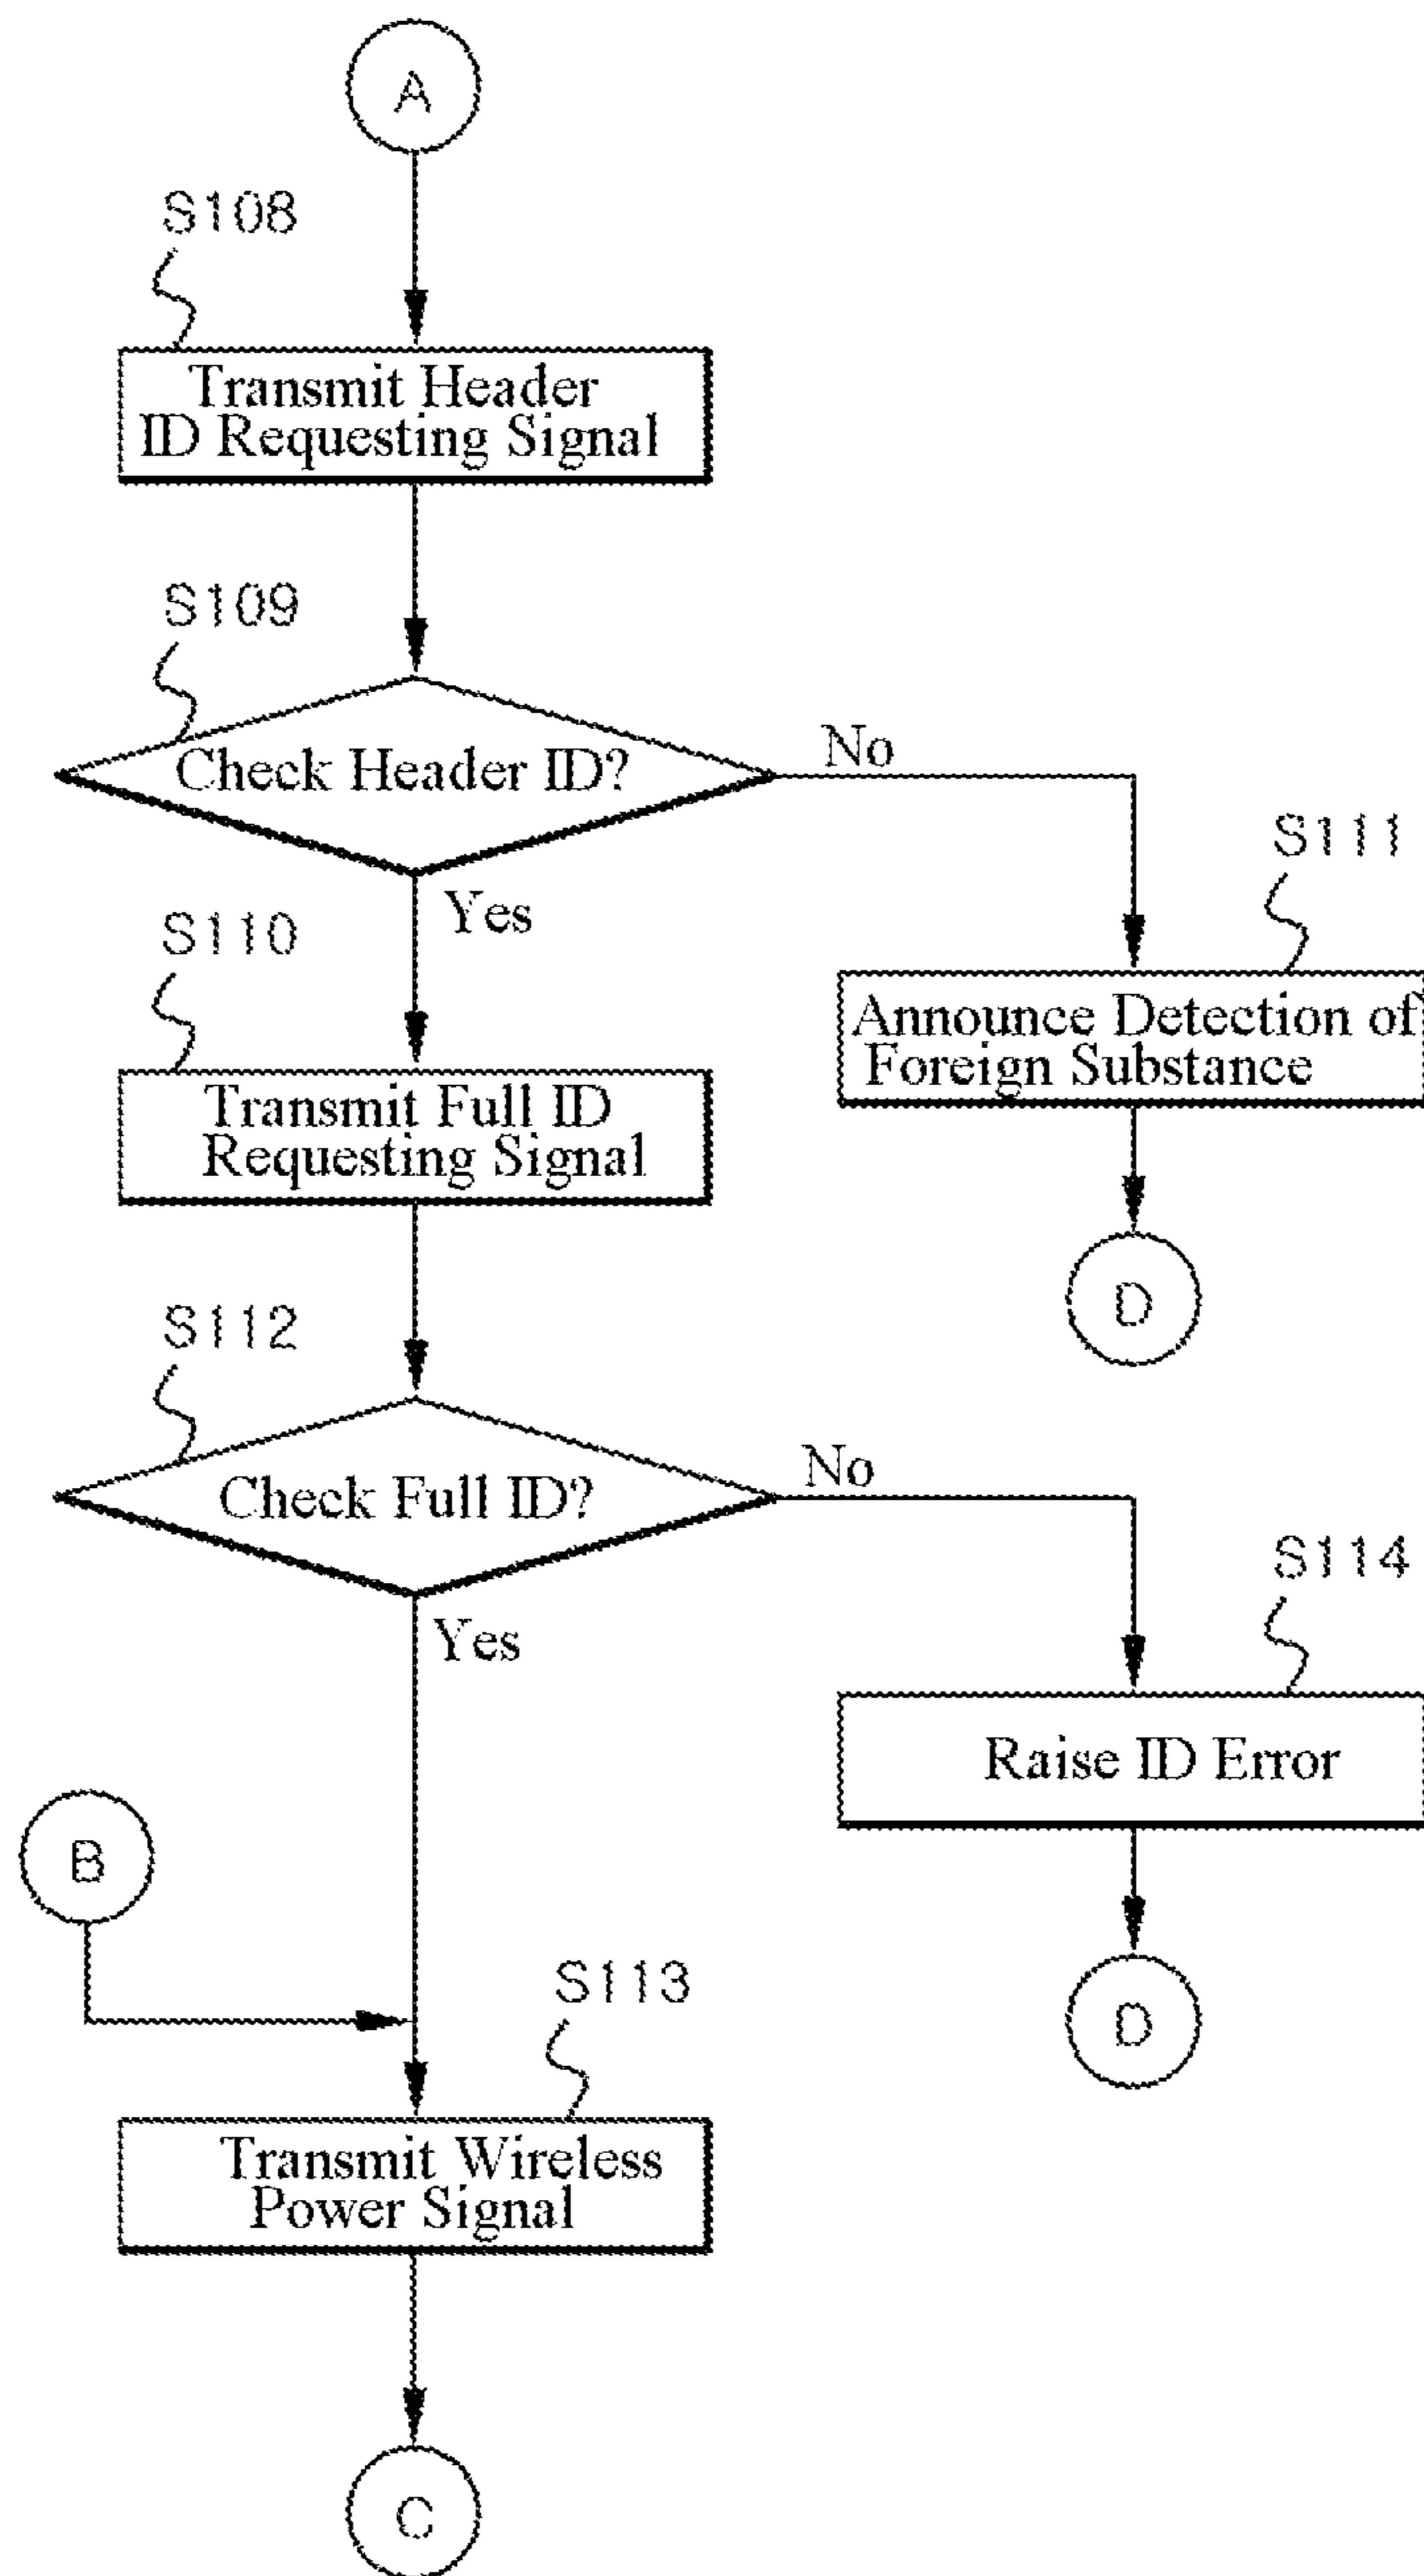 A
S108
Transmit Header
ID Requesting Signal
S109
Check Header ID?
No
Yes
S111
Announce Detection of
Foreign Substance
S110
Transmit Full ID
Requesting Signal
D
S112
Check Full ID?
No
Yes
S114
Raise ID Error
B
D
S113
Transmit Wireless
Power Signal
C